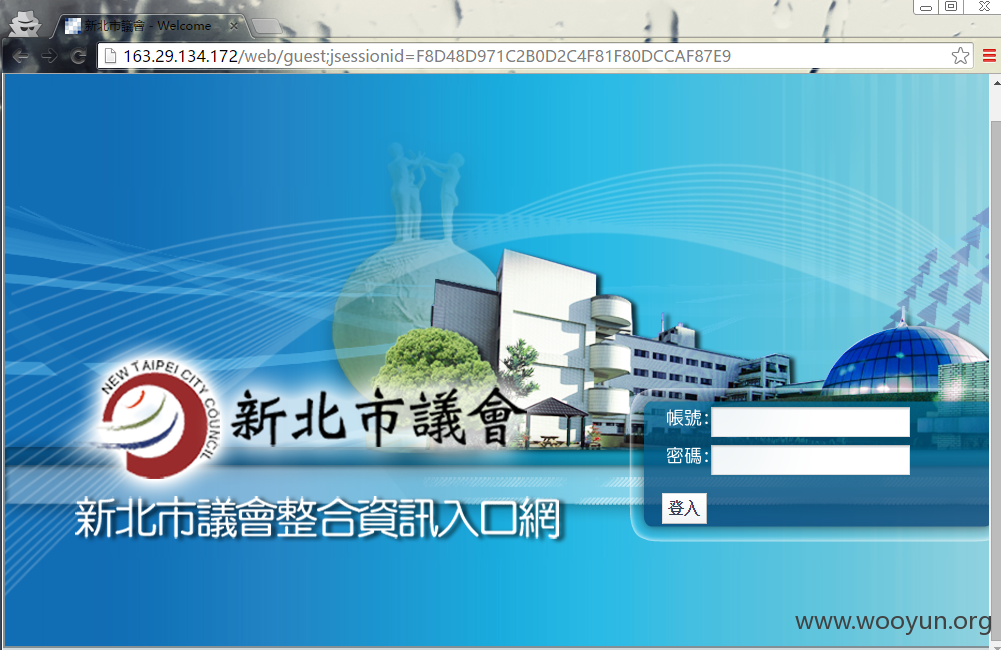 新北市議會 - Welcome
163.29.134.172/web/guest;jsessionid=F8D48D971C2B0D2C4F81F80DCCAF87E9
NEW TAIPEI CITY COUNCIL
新北市議會
新北市議會整合資訊入口網
帳號:
密碼:
登入
www.wooyun.org